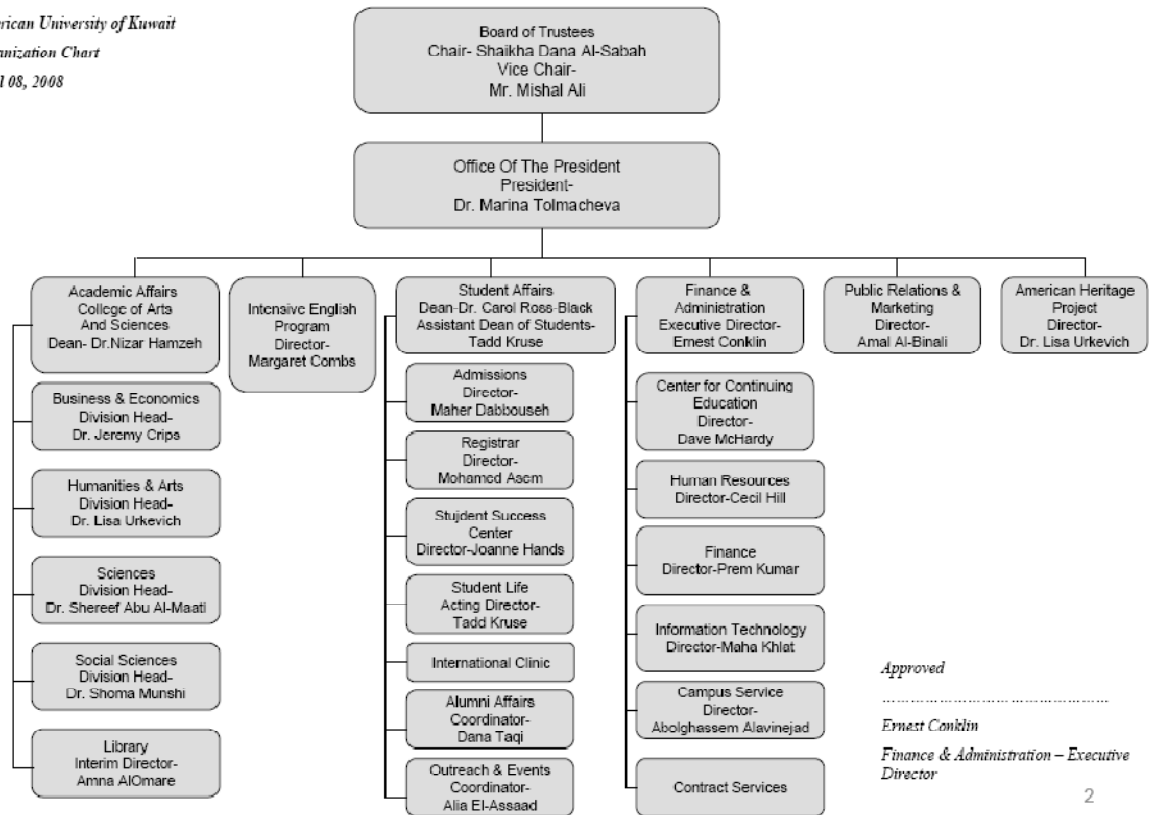 erican University of Kuwait
anization Chart
l 08, 2008
Board of Trustees
Chair- Shaikha Dana Al-Sabah
Vice Chair-
Mr. Mishal Ali
Office Of The President
President-
Dr. Marina Tolmacheva
Academic Affairs
College of Arts
And Sciences
Dean- Dr.Nizar Hamzeh
Business & Economics
Division Head-
Dr. Jeremy Crips
Humanities & Arts
Division Head-
Dr. Lisa Urkevich
Sciences
Division Head-
Dr. Shereef Abu Al-Maati
Social Sciences
Division Head-
Dr. Shoma Munshi
Library
Interim Director-
Amna AlOmare
Intensive English
Program
Director-
Margaret Combs
Student Affairs
Dean-Dr. Carol Ross-Black
Assistant Dean of Students-
Tadd Kruse
Admissions
Director-
Maher Dabbouseh
Registrar
Director-
Mohamed Asem
Stujdent Success
Center
Director-Joanne Hands
Student Life
Acting Director-
Tadd Kruse
International Clinic
Alumni Affairs
Coordinator-
Dana Taqi
Outreach & Events
Coordinator-
Alia El-Assaad
Finance &
Administration
Executive Director-
Ernest Conklin
Center for Continuing
Education
Director-
Dave McHardy
Human Resources
Director-Cecil Hill
Finance
Director-Prem Kumar
Information Technology
Director-Maha Khlat
Campus Service
Director-
Abolghassem Alavinejad
Contract Services
Public Relations &
Marketing
Director-
Amal Al-Binali
American Heritage
Project
Director-
Dr. Lisa Urkevich
Approved
................................................
Ernest Conklin
Finance & Administration – Executive
Director
2